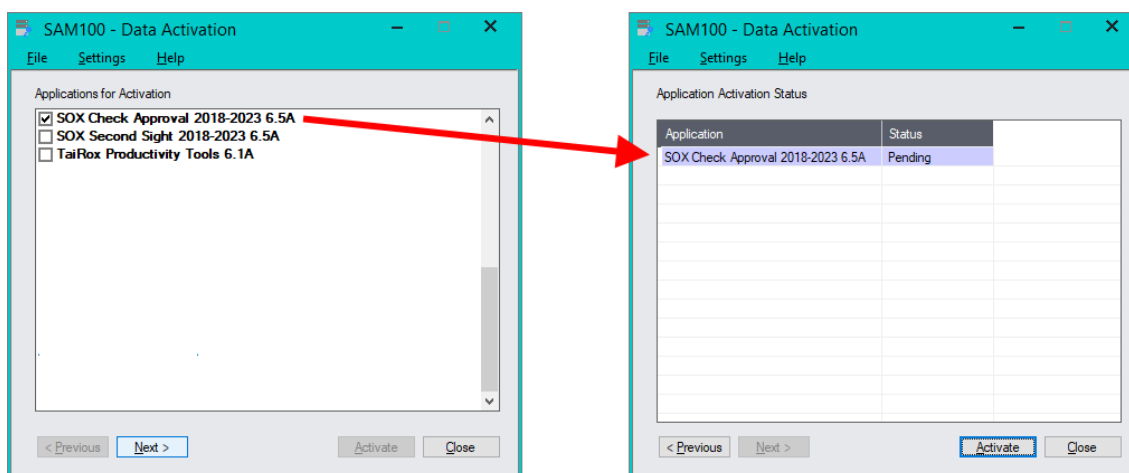 SAM100 - Data Activation
File Settings Help
Applications for Activation
SOX Check Approval 2018-2023 6.5A
SOX Second Sight 2018-2023 6.5A
TaiRox Productivity Tools 6.1A
< Previous Next > Activate Close
SAM100 - Data Activation
File Settings Help
Application Activation Status
Application Status
SOX Check Approval 2018-2023 6.5A Pending
< Previous Next > Activate Close